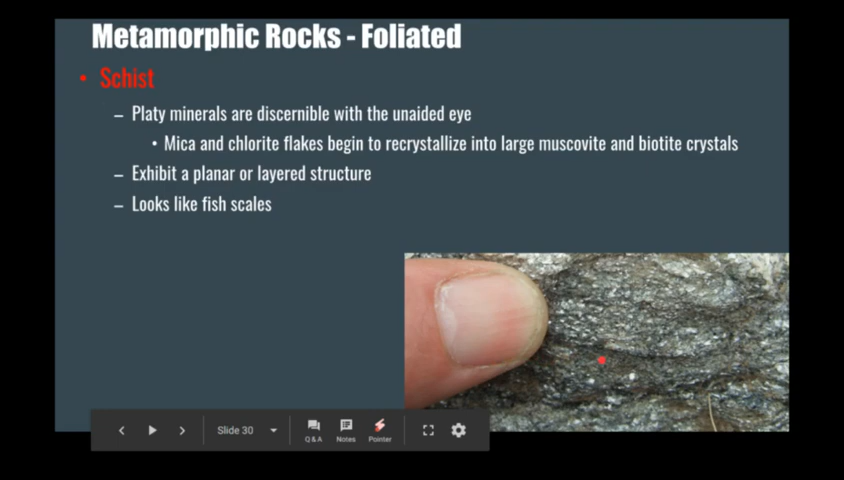 Metamorphic Rocks - Foliated
• Schist
– Platy minerals are discernible with the unaided eye
• Mica and chlorite flakes begin to recrystallize into large muscovite and biotite crystals
– Exhibit a planar or layered structure
– Looks like fish scales
Slide 30
Q & A Notes Pointer